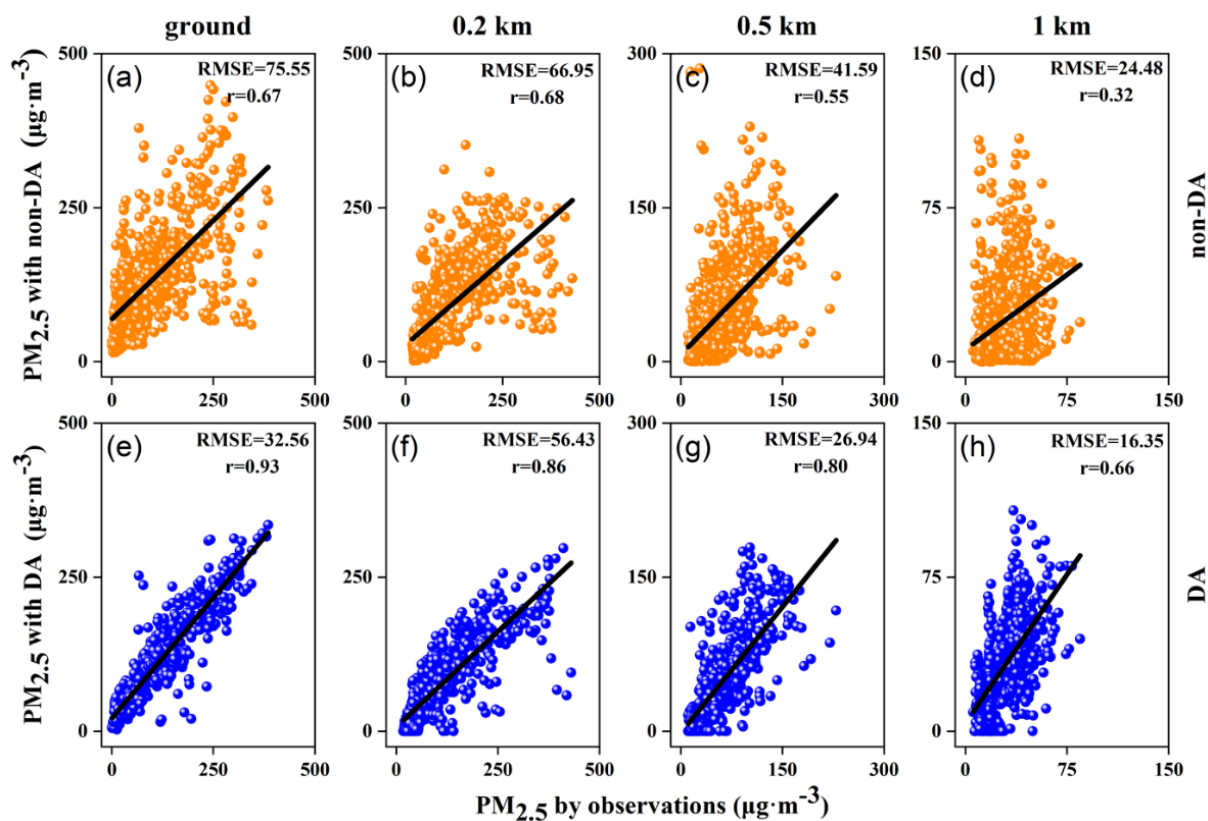 ground 0.2 km 0.5 km 1 km
PM2.5 with non-DA (μg·m⁻³)
500
250
0
(a)
RMSE=75.55
r=0.67
0 250 500
500
250
0
(b)
RMSE=66.95
r=0.68
0 250 500
300
150
0
(c)
RMSE=41.59
r=0.55
0 150 300
150
75
0
(d)
RMSE=24.48
r=0.32
0 75 150
non-DA
PM2.5 with DA (μg·m⁻³)
500
250
0
(e)
RMSE=32.56
r=0.93
0 250 500
500
250
0
(f)
RMSE=56.43
r=0.86
0 250 500
300
150
0
(g)
RMSE=26.94
r=0.80
0 150 300
150
75
0
(h)
RMSE=16.35
r=0.66
0 75 150
DA
PM2.5 by observations (μg·m⁻³)